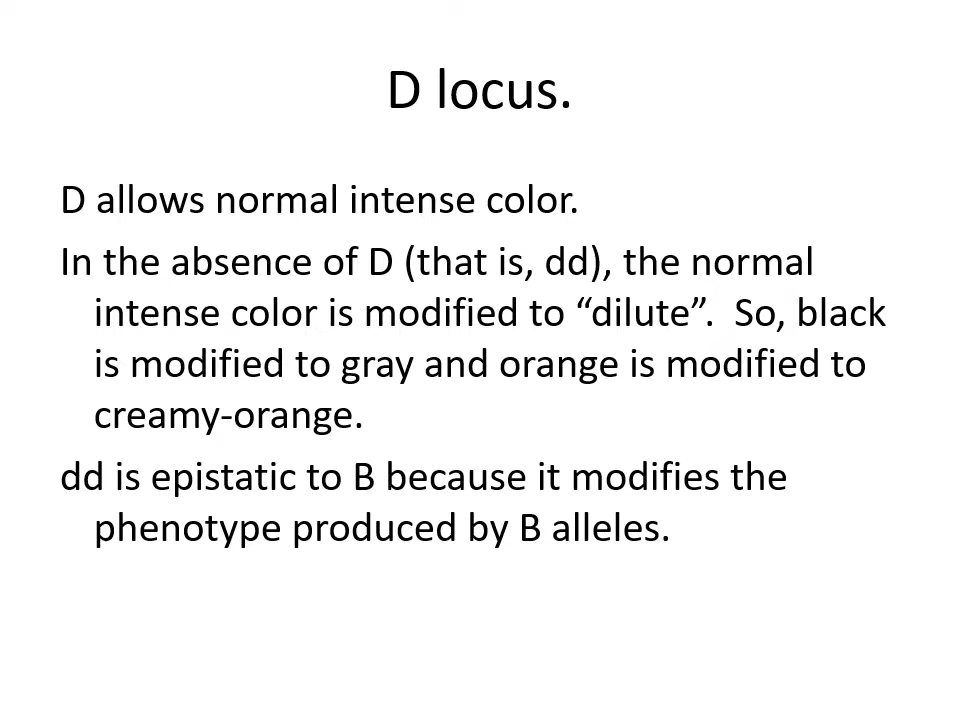 D locus.
D allows normal intense color.
In the absence of D (that is, dd), the normal
intense color is modified to “dilute”.  So, black
is modified to gray and orange is modified to
creamy-orange.
dd is epistatic to B because it modifies the
phenotype produced by B alleles.